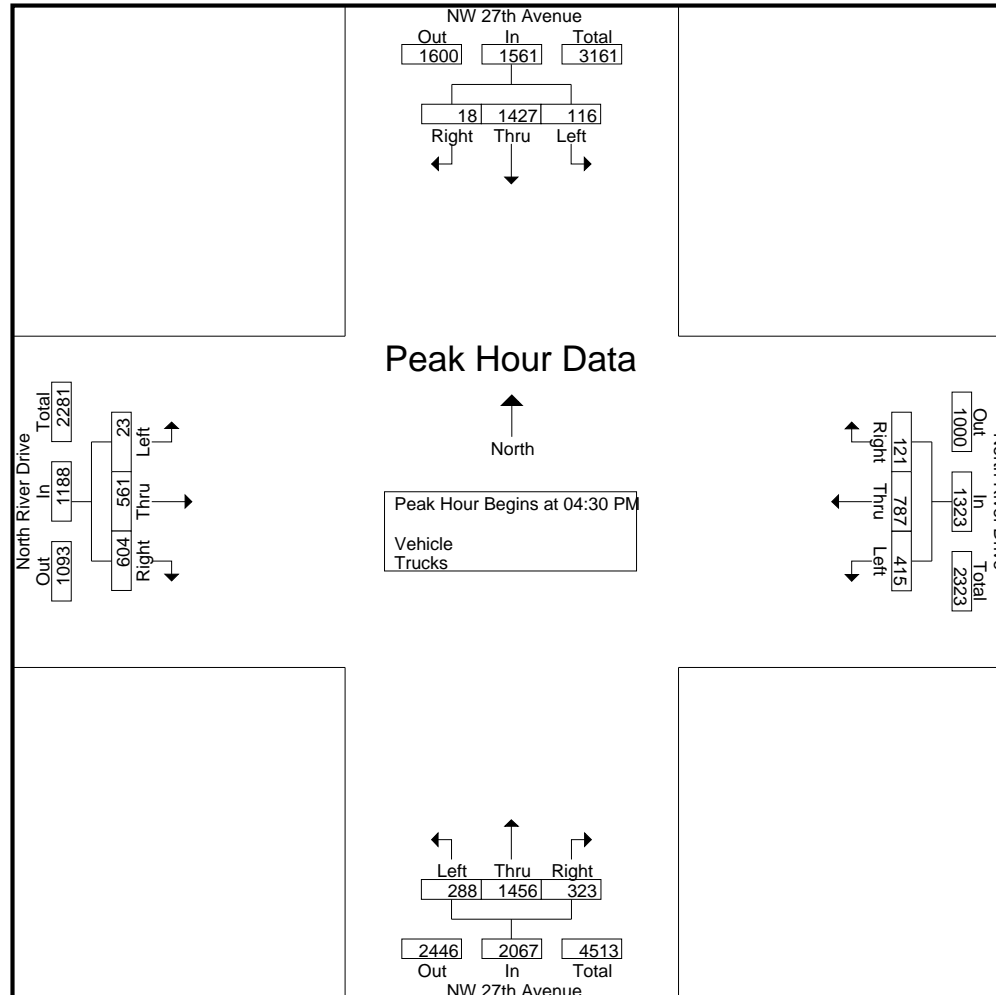 NW 27th Avenue
Out In Total
1600 1561 3161
18 1427 116
Right Thru Left
Peak Hour Data
North
Peak Hour Begins at 04:30 PM
Vehicle
Trucks
North River Drive
Out In Total
1093 1188 2281
604 561 23
Right Thru Left
Out In Total
1000 1323 2323
121 787 415
Right Thru Left
Left Thru Right
288 1456 323
2446 2067 4513
Out In Total
NW 27th Avenue